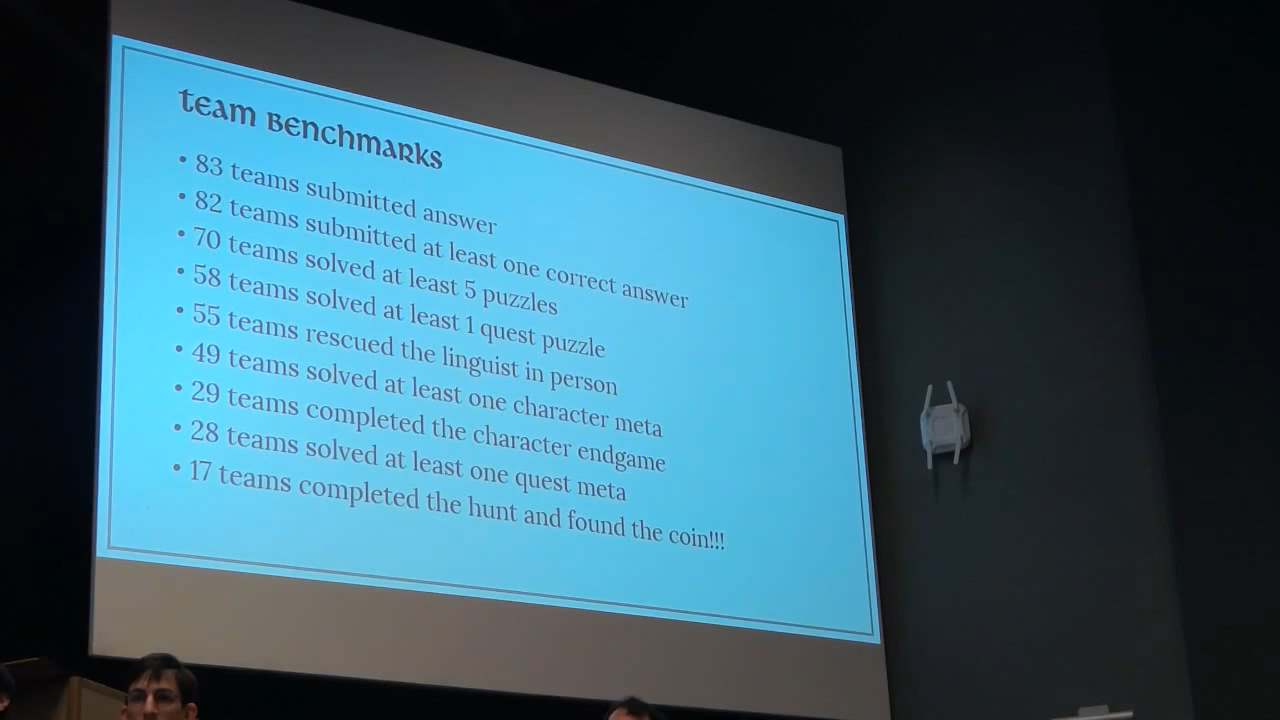 TEAM BENCHMARKS
• 83 teams submitted answer
• 82 teams submitted at least one correct answer
• 70 teams solved at least 5 puzzles
• 58 teams solved at least 1 quest puzzle
• 55 teams rescued the linguist in person
• 49 teams solved at least one character meta
• 29 teams completed the character endgame
• 28 teams solved at least one quest meta
• 17 teams completed the hunt and found the coin!!!